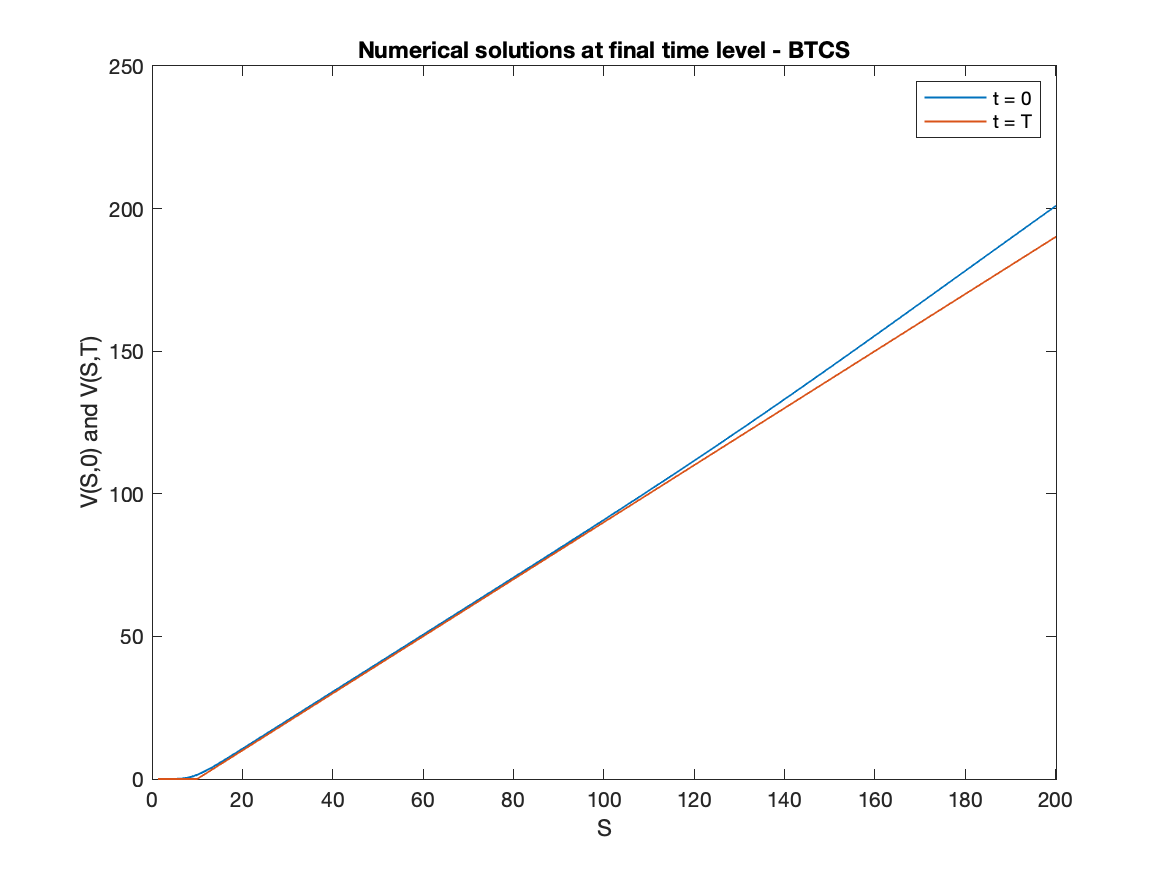 Numerical solutions at final time level - BTCS
t = 0
t = T
250
200
150
100
50
0
V(S,0) and V(S,T)
0 20 40 60 80 100 120 140 160 180 200
S